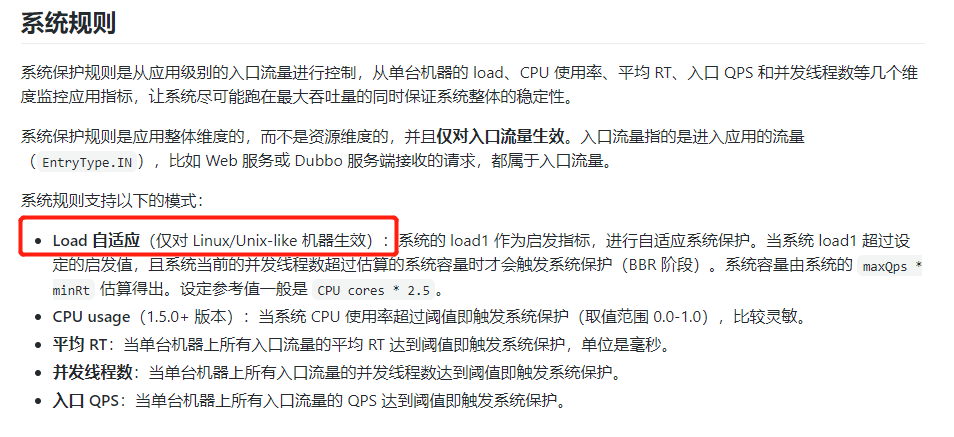 系统规则
系统保护规则是从应用级别的入口流量进行控制，从单台机器的 load、CPU 使用率、平均 RT、入口 QPS 和并发线程数等几个维
度监控应用指标，让系统尽可能跑在最大吞吐量的同时保证系统整体的稳定性。
系统保护规则是应用整体维度的，而不是资源维度的，并且仅对入口流量生效。入口流量指的是进入应用的流量
（EntryType.IN），比如 Web 服务或 Dubbo 服务端接收的请求，都属于入口流量。
系统规则支持以下的模式：
• Load 自适应（仅对 Linux/Unix-like 机器生效）：系统的 load1 作为启发指标，进行自适应系统保护。当系统 load1 超过设
定的启发值，且系统当前的并发线程数超过估算的系统容量时才会触发系统保护（BBR 阶段）。系统容量由系统的 maxQps *
minRt 估算得出。设定参考值一般是 CPU cores * 2.5。
• CPU usage（1.5.0+ 版本）：当系统 CPU 使用率超过阈值即触发系统保护（取值范围 0.0-1.0），比较灵敏。
• 平均 RT：当单台机器上所有入口流量的平均 RT 达到阈值即触发系统保护，单位是毫秒。
• 并发线程数：当单台机器上所有入口流量的并发线程数达到阈值即触发系统保护。
• 入口 QPS：当单台机器上所有入口流量的 QPS 达到阈值即触发系统保护。